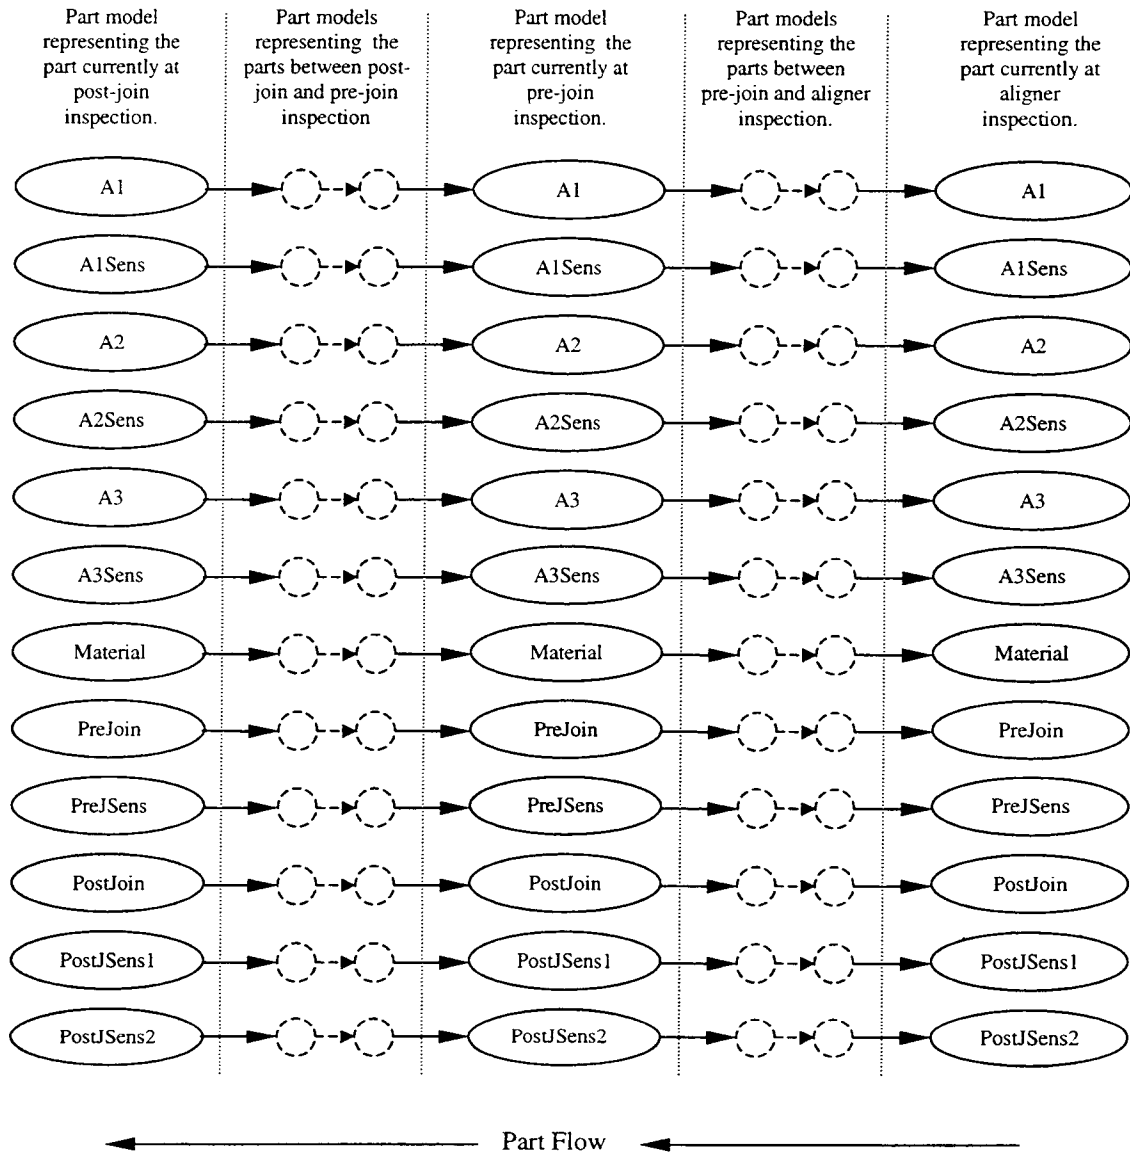 Part model
representing the
part currently at
post-join
inspection.
Part models
representing the
parts between post-
join and pre-join
inspection
Part model
representing the
part currently at
pre-join
inspection.
Part models
representing the
parts between
pre-join and aligner
inspection.
Part model
representing the
part currently at
aligner
inspection.
A1 A1 A1
A1Sens A1Sens A1Sens
A2 A2 A2
A2Sens A2Sens A2Sens
A3 A3 A3
A3Sens A3Sens A3Sens
Material Material Material
PreJoin PreJoin PreJoin
PreJSens PreJSens PreJSens
PostJoin PostJoin PostJoin
PostJSens1 PostJSens1 PostJSens1
PostJSens2 PostJSens2 PostJSens2
Part Flow